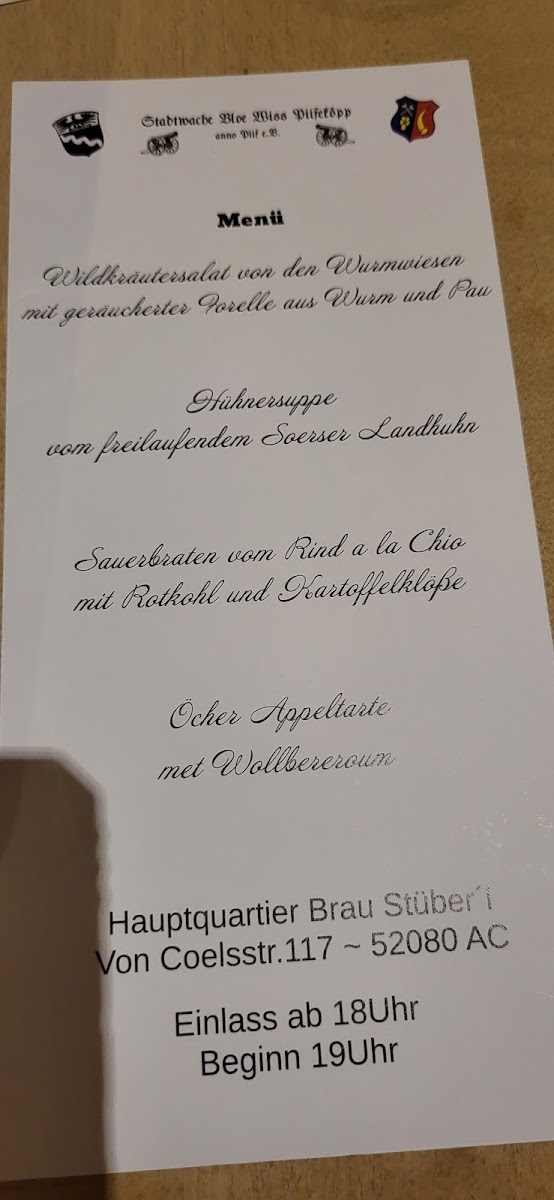 Stadtwache Bloe Wiss Pliesköpp
anno Plif e.V.
Menü
Wildkräutersalat von den Wurmwiesen
mit geräucherter Forelle aus Wurm und Pau
Hühnersuppe
vom freilaufendem Soerser Landhuhn
Sauerbraten vom Rind a la Chio
mit Rotkohl und Kartoffelklöße
Öcher Appeltarte
met Wollbereroum
Hauptquartier Brau Stüber´i
Von Coelsstr.117 ~ 52080 AC
Einlass ab 18Uhr
Beginn 19Uhr